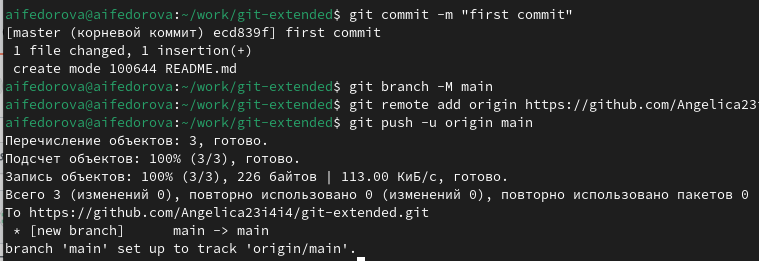 aifedorova@aifedorova:~/work/git-extended$ git commit -m "first commit"
[master (корневой коммит) ecd839f] first commit
 1 file changed, 1 insertion(+)
 create mode 100644 README.md
aifedorova@aifedorova:~/work/git-extended$ git branch -M main
aifedorova@aifedorova:~/work/git-extended$ git remote add origin https://github.com/Angelica23
aifedorova@aifedorova:~/work/git-extended$ git push -u origin main
Перечисление объектов: 3, готово.
Подсчет объектов: 100% (3/3), готово.
Запись объектов: 100% (3/3), 226 байтов | 113.00 КиБ/с, готово.
Всего 3 (изменений 0), повторно использовано 0 (изменений 0), повторно использовано пакетов 0
To https://github.com/Angelica23i4i4/git-extended.git
 * [new branch]      main -> main
branch 'main' set up to track 'origin/main'.